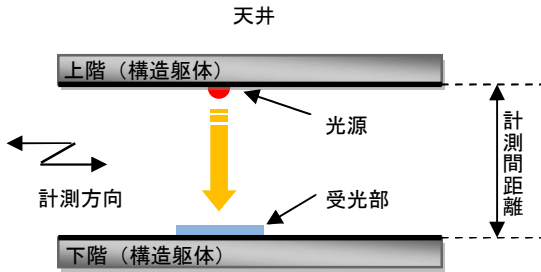 天井
上階（構造躯体）
光源
計測間距離
計測方向
受光部
下階（構造躯体）